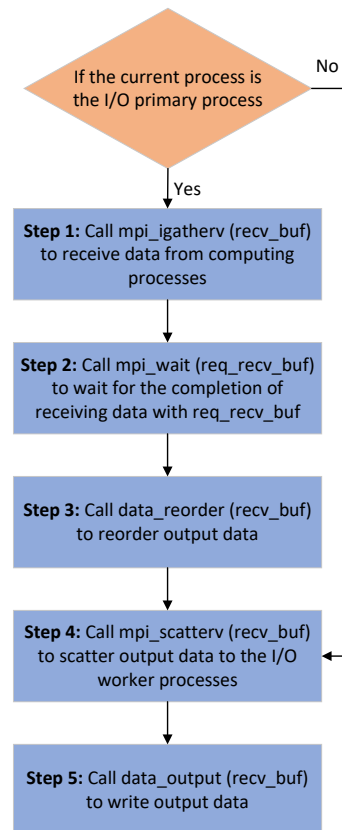 If the current process is
the I/O primary process
No
Yes
Step 1: Call mpi_igatherv (recv_buf)
to receive data from computing
processes
Step 2: Call mpi_wait (req_recv_buf)
to wait for the completion of
receiving data with req_recv_buf
Step 3: Call data_reorder (recv_buf)
to reorder output data
Step 4: Call mpi_scatterv (recv_buf)
to scatter output data to the I/O
worker processes
Step 5: Call data_output (recv_buf)
to write output data